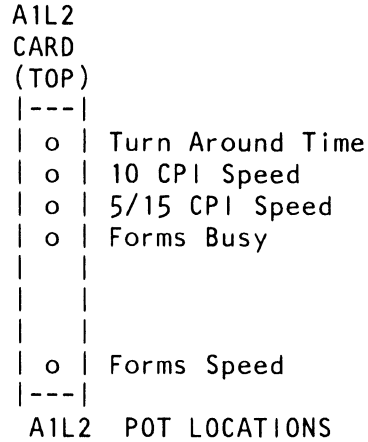 A1L2
CARD
(TOP)
|---|
| o | Turn Around Time
| o | 10 CPI Speed
| o | 5/15 CPI Speed
| o | Forms Busy
|   |
|   |
|   |
| o | Forms Speed
|---|
A1L2 POT LOCATIONS